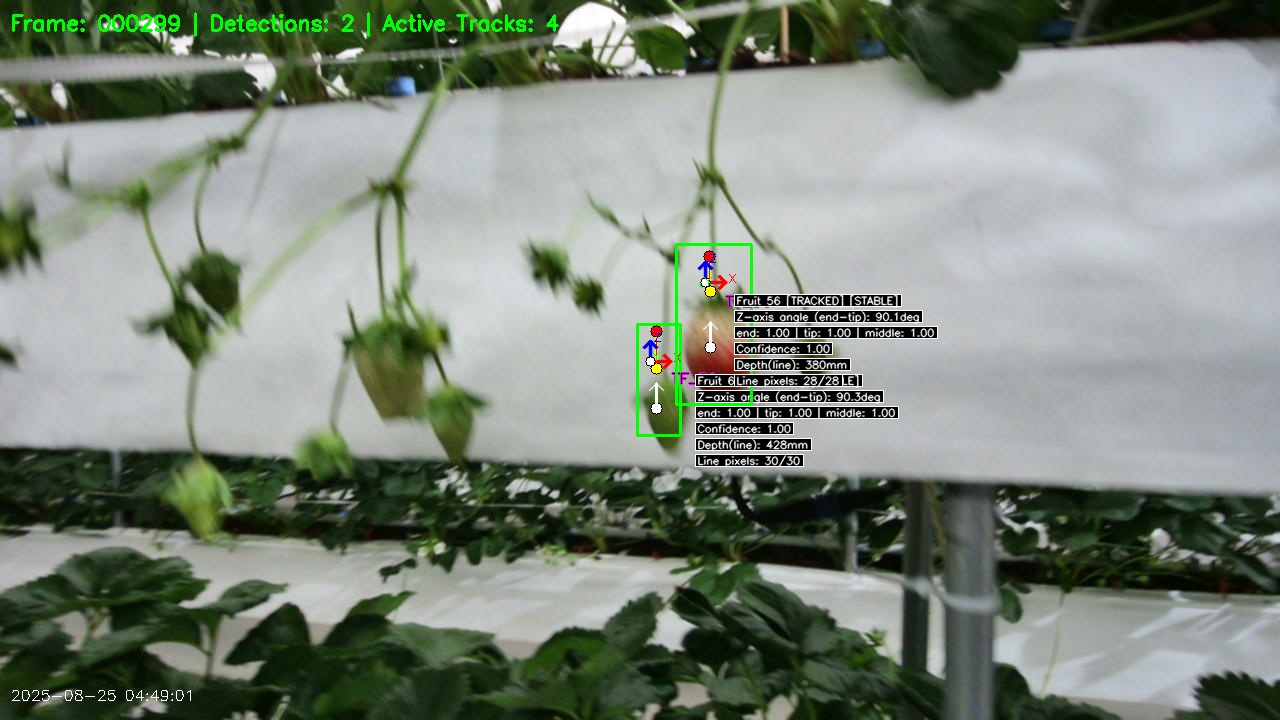 Frame: 000299 | Detections: 2 | Active Tracks: 4
X
Fruit 56 [TRACKED] [STABLE]
Z-axis angle (end-tip): 90.1deg
end: 1.00 | tip: 1.00 | middle: 1.00
Confidence: 1.00
Depth(line): 380mm
Line pixels: 28/28
X
TF_
Fruit 6
Z-axis angle (end-tip): 90.3deg
end: 1.00 | tip: 1.00 | middle: 1.00
Confidence: 1.00
Depth(line): 428mm
Line pixels: 30/30
2025-08-25 04:49:01